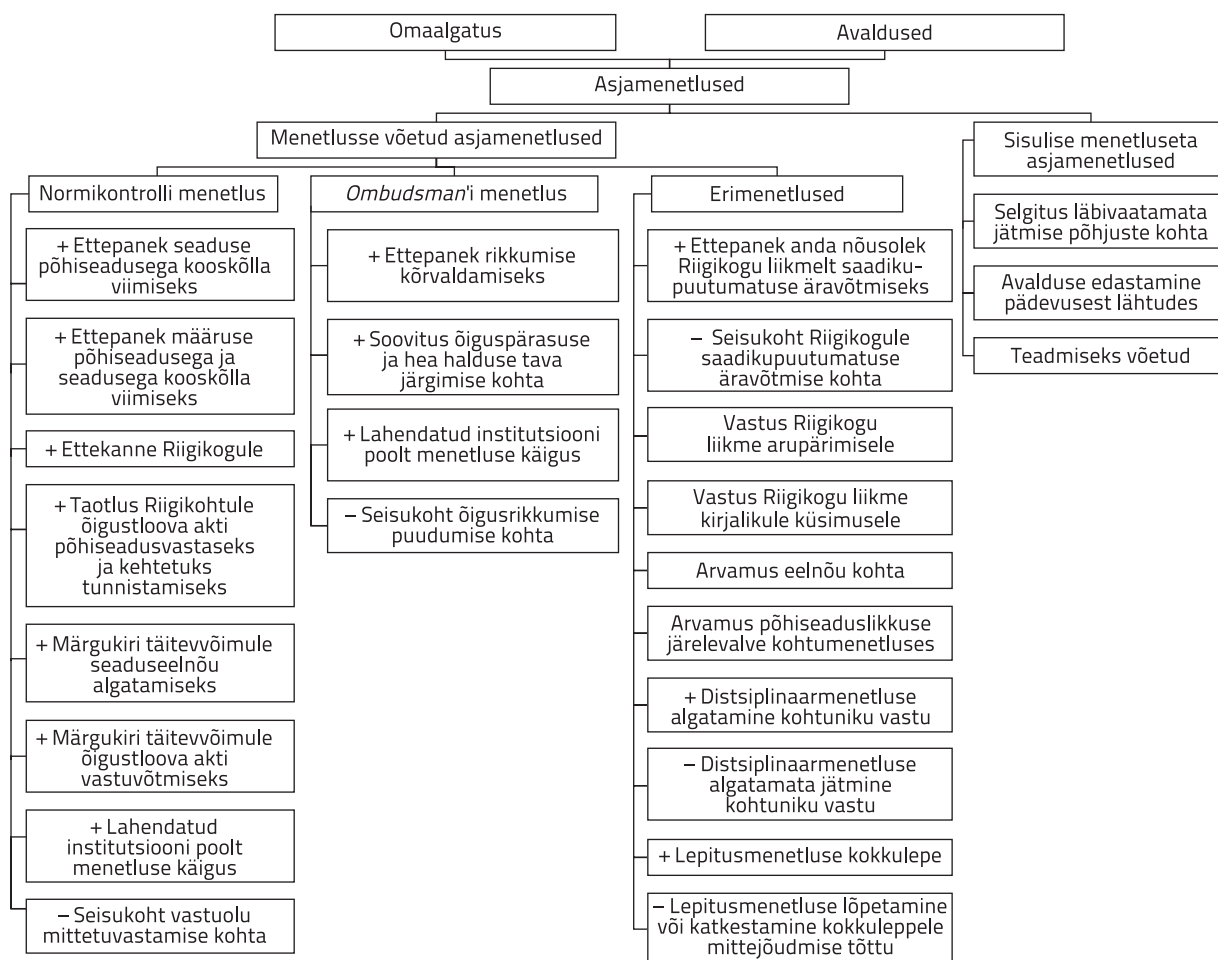 Omaalgatus
Avaldused
Asjamenetlused
Menetlusse võetud asjamenetlused
Sisulise menetluseta
asjamenetlused
Normikontrolli menetlus
+ Ettepanek seaduse
põhiseadusega kooskõlla
viimiseks
+ Ettepanek määruse
põhiseadusega ja
seadusega kooskõlla
viimiseks
+ Ettekanne Riigikogule
+ Taotlus Riigikohtule
õigustloova akti
põhiseadusvastaseks
ja kehtetuks
tunnistamiseks
+ Märgukiri täitevvõimule
seaduseelnõu
algatamiseks
+ Märgukiri täitevvõimule
õigustloova akti
vastuvõtmiseks
+ Lahendatud
institutsiooni poolt
menetluse käigus
– Seisukoht vastuolu
mittetuvastamise kohta
Ombudsman'i menetlus
+ Ettepanek rikkumise
kõrvaldamiseks
+ Soovitus õiguspärasuse
ja hea halduse tava
järgimise kohta
+ Lahendatud institutsiooni
poolt menetluse käigus
– Seisukoht õigusrikkumise
puudumise kohta
Erimenetlused
+ Ettepanek anda nõusolek
Riigikogu liikmelt saadiku-
puutumatuse äravõtmiseks
– Seisukoht Riigikogule
saadikupuutumatuse
äravõtmise kohta
Vastus Riigikogu
liikme arupärimisele
Vastus Riigikogu liikme
kirjalikule küsimusele
Arvamus eelnõu kohta
Arvamus põhiseaduslikkuse
järelevalve kohtumenetluses
+ Distsiplinaarmenetluse
algatamine kohtuniku vastu
– Distsiplinaarmenetluse
algatamata jätmine
kohtuniku vastu
+ Lepitusmenetluse kokkulepe
– Lepitusmenetluse lõpetamine
või katkestamine kokkuleppele
mittejõudmise tõttu
Selgitus läbivaatamata
jätmise põhjuste kohta
Avalduse edastamine
pädevusest lähtudes
Teadmiseks võetud